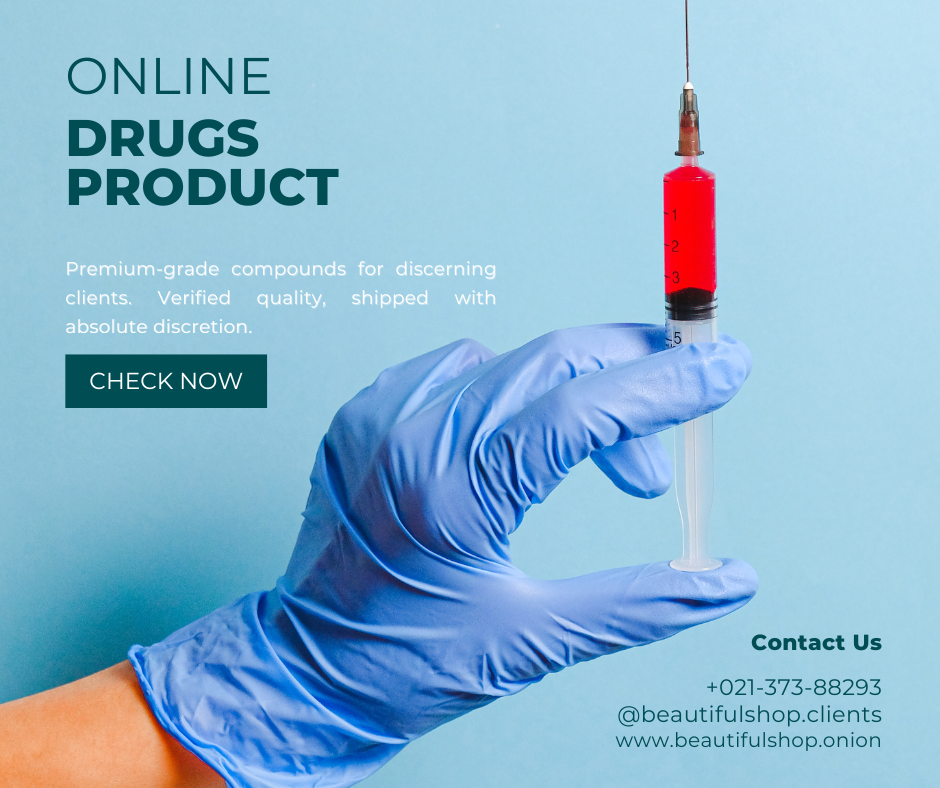 ONLINE
DRUGS
PRODUCT
Premium-grade compounds for discerning
clients. Verified quality, shipped with
absolute discretion.
CHECK NOW
1
2
3
5
Contact Us
+021-373-88293
@beautifulshop.clients
www.beautifulshop.onion